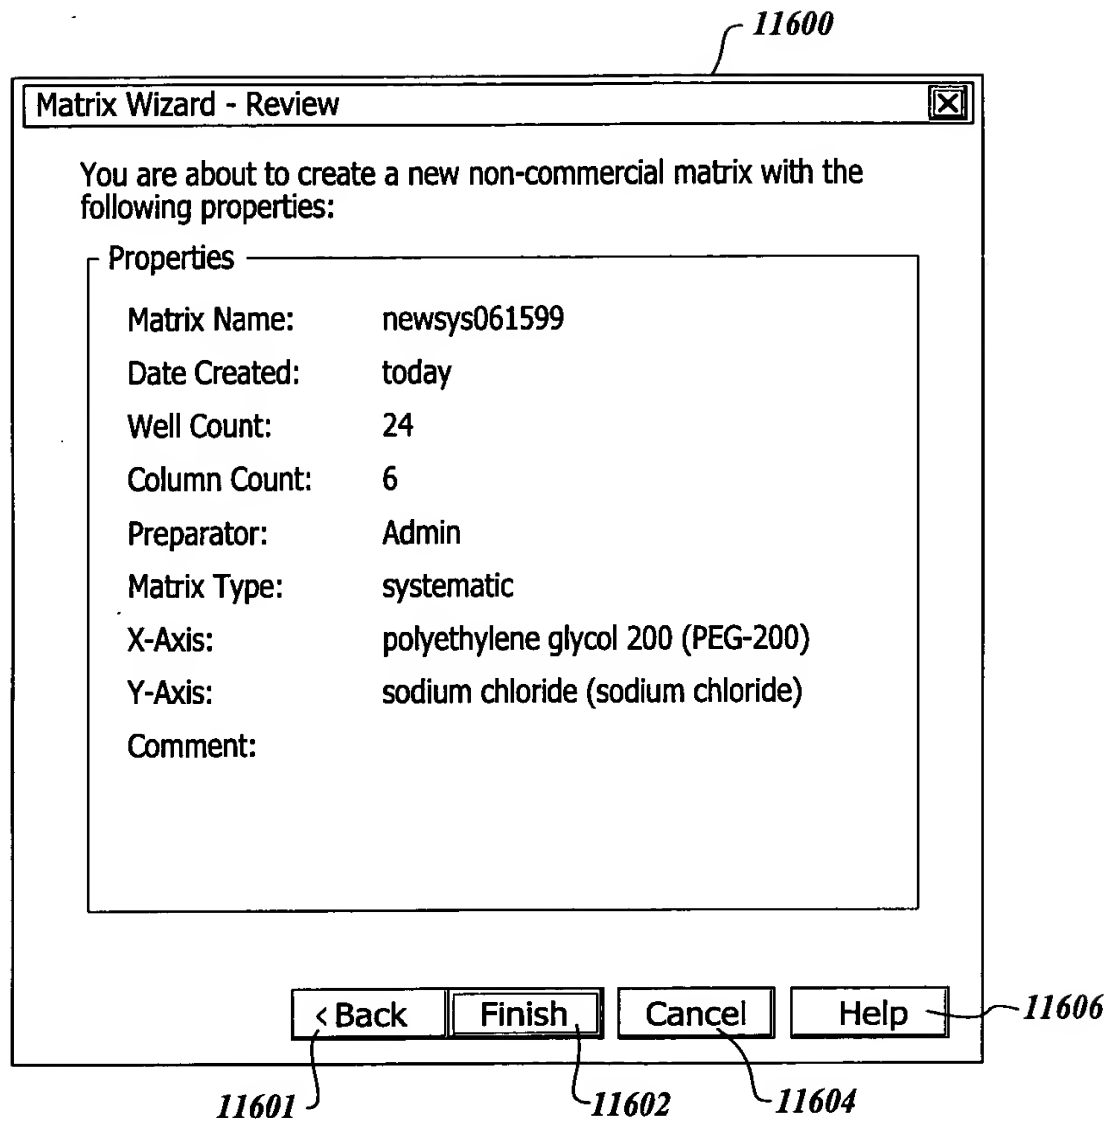 11600
Matrix Wizard - Review
You are about to create a new non-commercial matrix with the
following properties:
Properties
Matrix Name: newsys061599
Date Created: today
Well Count: 24
Column Count: 6
Preparator: Admin
Matrix Type: systematic
X-Axis: polyethylene glycol 200 (PEG-200)
Y-Axis: sodium chloride (sodium chloride)
Comment:
< Back Finish Cancel Help 11606
11601 11602 11604